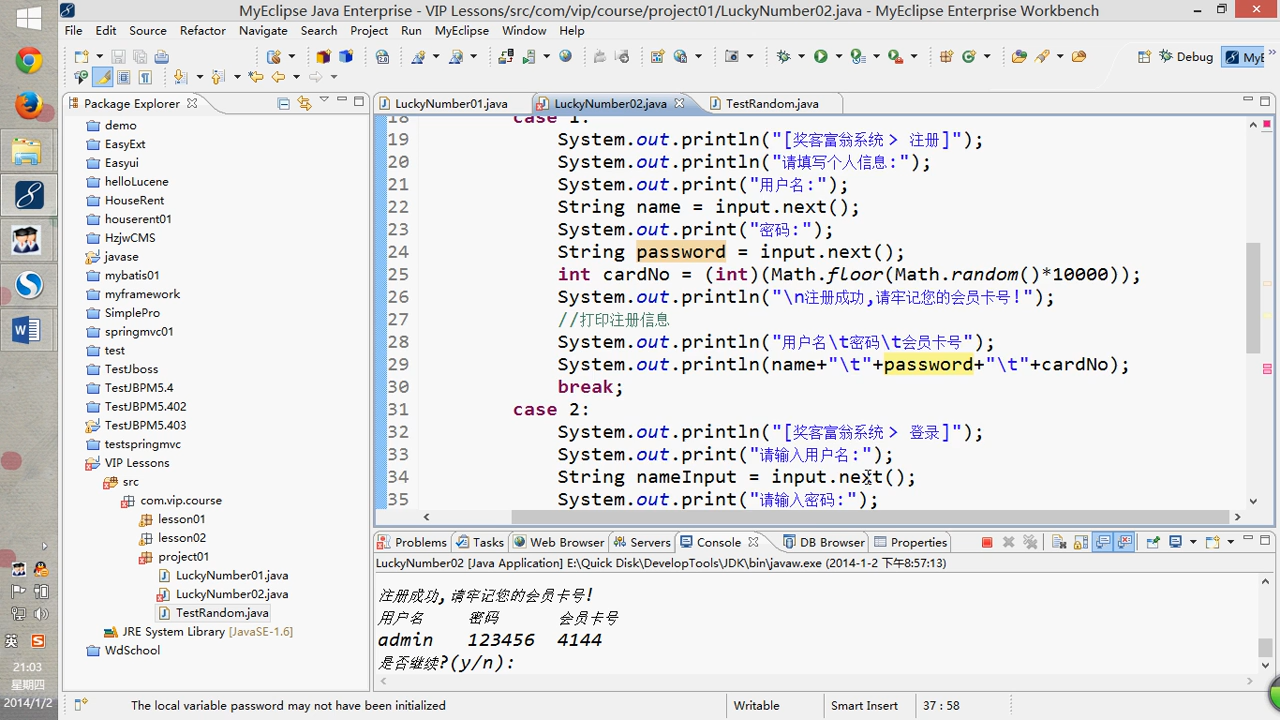 MyEclipse Java Enterprise - VIP Lessons/src/com/vip/course/project01/LuckyNumber02.java - MyEclipse Enterprise Workbench
File Edit Source Refactor Navigate Search Project Run MyEclipse Window Help
Debug MyE
Package Explorer
demo
EasyExt
Easyui
helloLucene
HouseRent
houserent01
HzjwCMS
javase
mybatis01
myframework
SimplePro
springmvc01
test
TestJboss
TestJBPM5.4
TestJBPM5.402
TestJBPM5.403
testspringmvc
VIP Lessons
src
com.vip.course
lesson01
lesson02
project01
LuckyNumber01.java
LuckyNumber02.java
TestRandom.java
JRE System Library [JavaSE-1.6]
WdSchool
LuckyNumber01.java LuckyNumber02.java TestRandom.java
18 case 1:
19 System.out.println("[奖客富翁系统 > 注册]");
20 System.out.println("请填写个人信息:");
21 System.out.print("用户名:");
22 String name = input.next();
23 System.out.print("密码:");
24 String password = input.next();
25 int cardNo = (int)(Math.floor(Math.random()*10000));
26 System.out.println("\n注册成功,请牢记您的会员卡号!");
27 //打印注册信息
28 System.out.println("用户名\t密码\t会员卡号");
29 System.out.println(name+"\t"+password+"\t"+cardNo);
30 break;
31 case 2:
32 System.out.println("[奖客富翁系统 > 登录]");
33 System.out.println("请输入用户名:");
34 String nameInput = input.next();
35 System.out.print("请输入密码:");
Problems Tasks Web Browser Servers Console DB Browser Properties
LuckyNumber02 [Java Application] E:\Quick Disk\DevelopTools\JDK\bin\javaw.exe (2014-1-2 下午8:57:13)
注册成功,请牢记您的会员卡号!
用户名 密码 会员卡号
admin 123456 4144
是否继续?(y/n):
英
21:03
星期四
2014/1/2
The local variable password may not have been initialized Writable Smart Insert 37 : 58